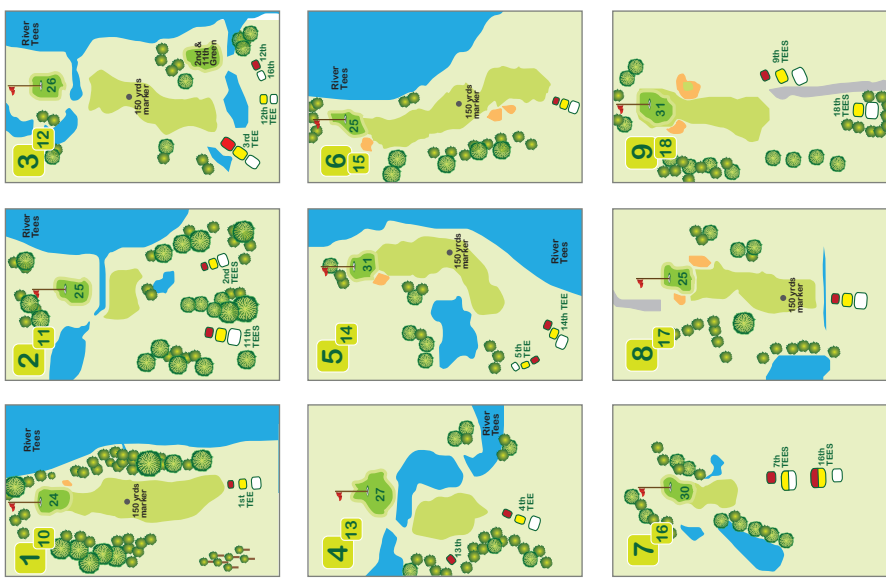 1
10
River
Tees
24
150 yrds
marker
1st
TEE
2
11
River
Tees
25
2nd
TEES
11th
TEES
3
12
River
Tees
26
2nd &
11th
Green
150 yrds
marker
12th
16th
3rd TEE
12th
TEE
4
13
27
River
Tees
13th
4th
TEE
5
14
31
150 yrds
marker
River
Tees
5th
TEE
14th TEE
6
15
River
Tees
25
150 yrds
marker
7
16
30
7th
TEES
16th
TEES
8
17
25
150 yrds
marker
9
18
31
9th
TEES
18th
TEES